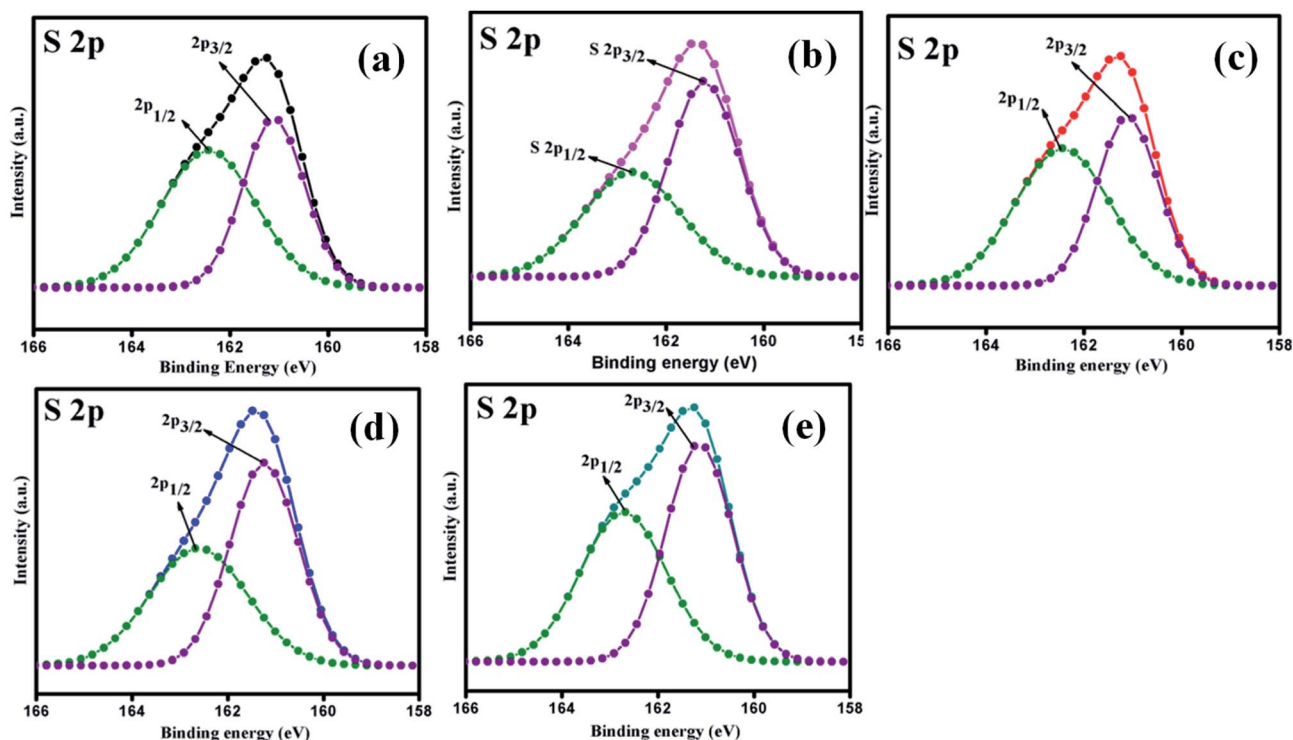 S 2p
(a)
2p3/2
2p1/2
Intensity (a.u.)
166 164 162 160 158
Binding Energy (eV)
S 2p
(b)
S 2p3/2
S 2p1/2
Intensity (a.u.)
166 164 162 160 15
Binding energy (eV)
S 2p
(c)
2p3/2
2p1/2
Intensity (a.u.)
166 164 162 160 158
Binding energy (eV)
S 2p
(d)
2p3/2
2p1/2
Intensity (a.u.)
166 164 162 160 158
Binding energy (eV)
S 2p
(e)
2p3/2
2p1/2
Intensity (a.u.)
166 164 162 160 158
Binding energy (eV)